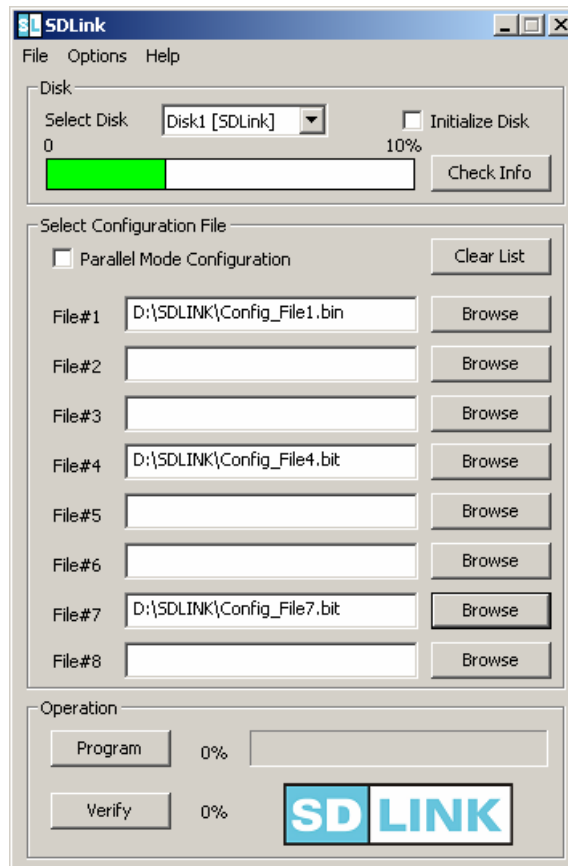 SL SDLink
File Options Help
Disk
Select Disk Disk1 [SDLink] Initialize Disk
0 10%
Check Info
Select Configuration File
Parallel Mode Configuration Clear List
File#1 D:\SDLINK\Config_File1.bin Browse
File#2 Browse
File#3 Browse
File#4 D:\SDLINK\Config_File4.bit Browse
File#5 Browse
File#6 Browse
File#7 D:\SDLINK\Config_File7.bit Browse
File#8 Browse
Operation
Program 0%
Verify 0% SD LINK